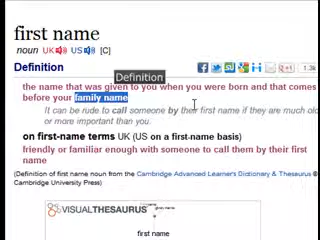 first name
noun UK US [C]
Definition
1.3k
Definition
the name that was given to you when you were born and that comes
before your family name
It can be rude to call someone by their first name if they are much old
or more important than you.
on first-name terms UK (US on a first-name basis)
friendly or familiar enough with someone to call them by their first
name
(Definition of first name noun from the Cambridge Advanced Learner's Dictionary & Thesaurus ©
Cambridge University Press)
VISUALTHESAURUS
first name